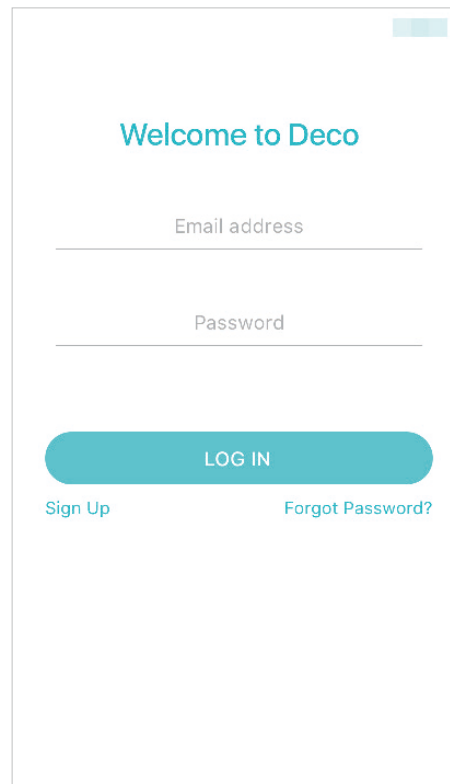 Welcome to Deco
Email address
Password
LOG IN
Sign Up Forgot Password?